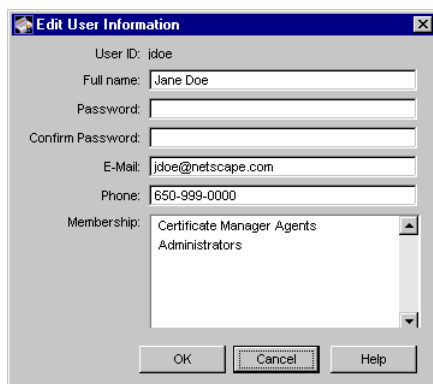 Edit User Information
User ID: jdoe
Full name: Jane Doe
Password:
Confirm Password:
E-Mail: jdoe@netscape.com
Phone: 650-999-0000
Membership: Certificate Manager Agents
Administrators
OK Cancel Help